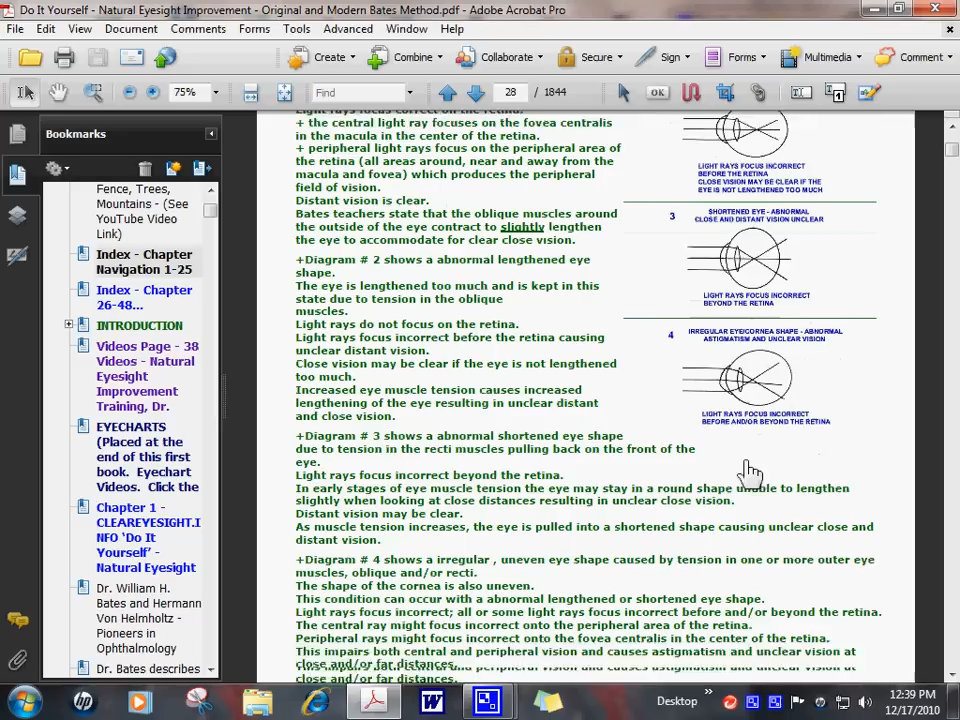 Do It Yourself - Natural Eyesight Improvement - Original and Modern Bates Method.pdf - Adobe Acrobat Pro
File Edit View Document Comments Forms Tools Advanced Window Help
Create Combine Collaborate Secure Sign Forms Multimedia Comment
75% Find 28 / 1844
Bookmarks
Fence, Trees,
Mountains - (See
YouTube Video
Link)
Index - Chapter
Navigation 1-25
Index - Chapter
26-48...
INTRODUCTION
Videos Page - 38
Videos - Natural
Eyesight
Improvement
Training, Dr.
EYECHARTS
(Placed at the
end of this first
book. Eyechart
Videos. Click the
Chapter 1 -
CLEAREYESIGHT.I
NFO ‘Do It
Yourself’ -
Natural Eyesight
Dr. William H.
Bates and Hermann
Von Helmholtz -
Pioneers in
Ophthalmology
Dr. Bates describes
Light rays focus correct on the retina.
+ the central light ray focuses on the fovea centralis
in the macula in the center of the retina.
+ peripheral light rays focus on the peripheral area of
the retina (all areas around, near and away from the
macula and fovea) which produces the peripheral
field of vision.
Distant vision is clear.
Bates teachers state that the oblique muscles around
the outside of the eye contract to slightly lengthen
the eye to accommodate for clear close vision.
+Diagram # 2 shows a abnormal lengthened eye
shape.
The eye is lengthened too much and is kept in this
state due to tension in the oblique
muscles.
Light rays do not focus on the retina.
Light rays focus incorrect before the retina causing
unclear distant vision.
Close vision may be clear if the eye is not lengthened
too much.
Increased eye muscle tension causes increased
lengthening of the eye resulting in unclear distant
and close vision.
+Diagram # 3 shows a abnormal shortened eye shape
due to tension in the recti muscles pulling back on the front of the
eye.
Light rays focus incorrect beyond the retina.
In early stages of eye muscle tension the eye may stay in a round shape unable to lengthen
slightly when looking at close distances resulting in unclear close vision.
Distant vision may be clear.
As muscle tension increases, the eye is pulled into a shortened shape causing unclear close and
distant vision.
+Diagram # 4 shows a irregular , uneven eye shape caused by tension in one or more outer eye
muscles, oblique and/or recti.
The shape of the cornea is also uneven.
This condition can occur with a abnormal lengthened or shortened eye shape.
Light rays focus incorrect; all or some light rays focus incorrect before and/or beyond the retina.
The central ray might focus incorrect onto the peripheral area of the retina.
Peripheral rays might focus incorrect onto the fovea centralis in the center of the retina.
This impairs both central and peripheral vision and causes astigmatism and unclear vision at
close and/or far distances.
close and/or far distances.
LIGHT RAYS FOCUS INCORRECT
BEFORE THE RETINA
CLOSE VISION MAY BE CLEAR IF THE
EYE IS NOT LENGTHENED TOO MUCH
3 SHORTENED EYE - ABNORMAL
CLOSE AND DISTANT VISION UNCLEAR
LIGHT RAYS FOCUS INCORRECT
BEYOND THE RETINA
4 IRREGULAR EYE/CORNEA SHAPE - ABNORMAL
ASTIGMATISM AND UNCLEAR VISION
LIGHT RAYS FOCUS INCORRECT
BEFORE AND/OR BEYOND THE RETINA
Desktop
12:39 PM
12/17/2010